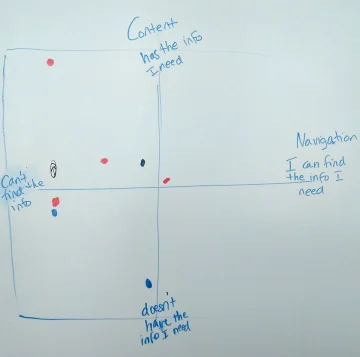 Content
has the info
I need
Navigation
I can find
the info I
need
Can't
find the
info
doesn't
have the
info I need